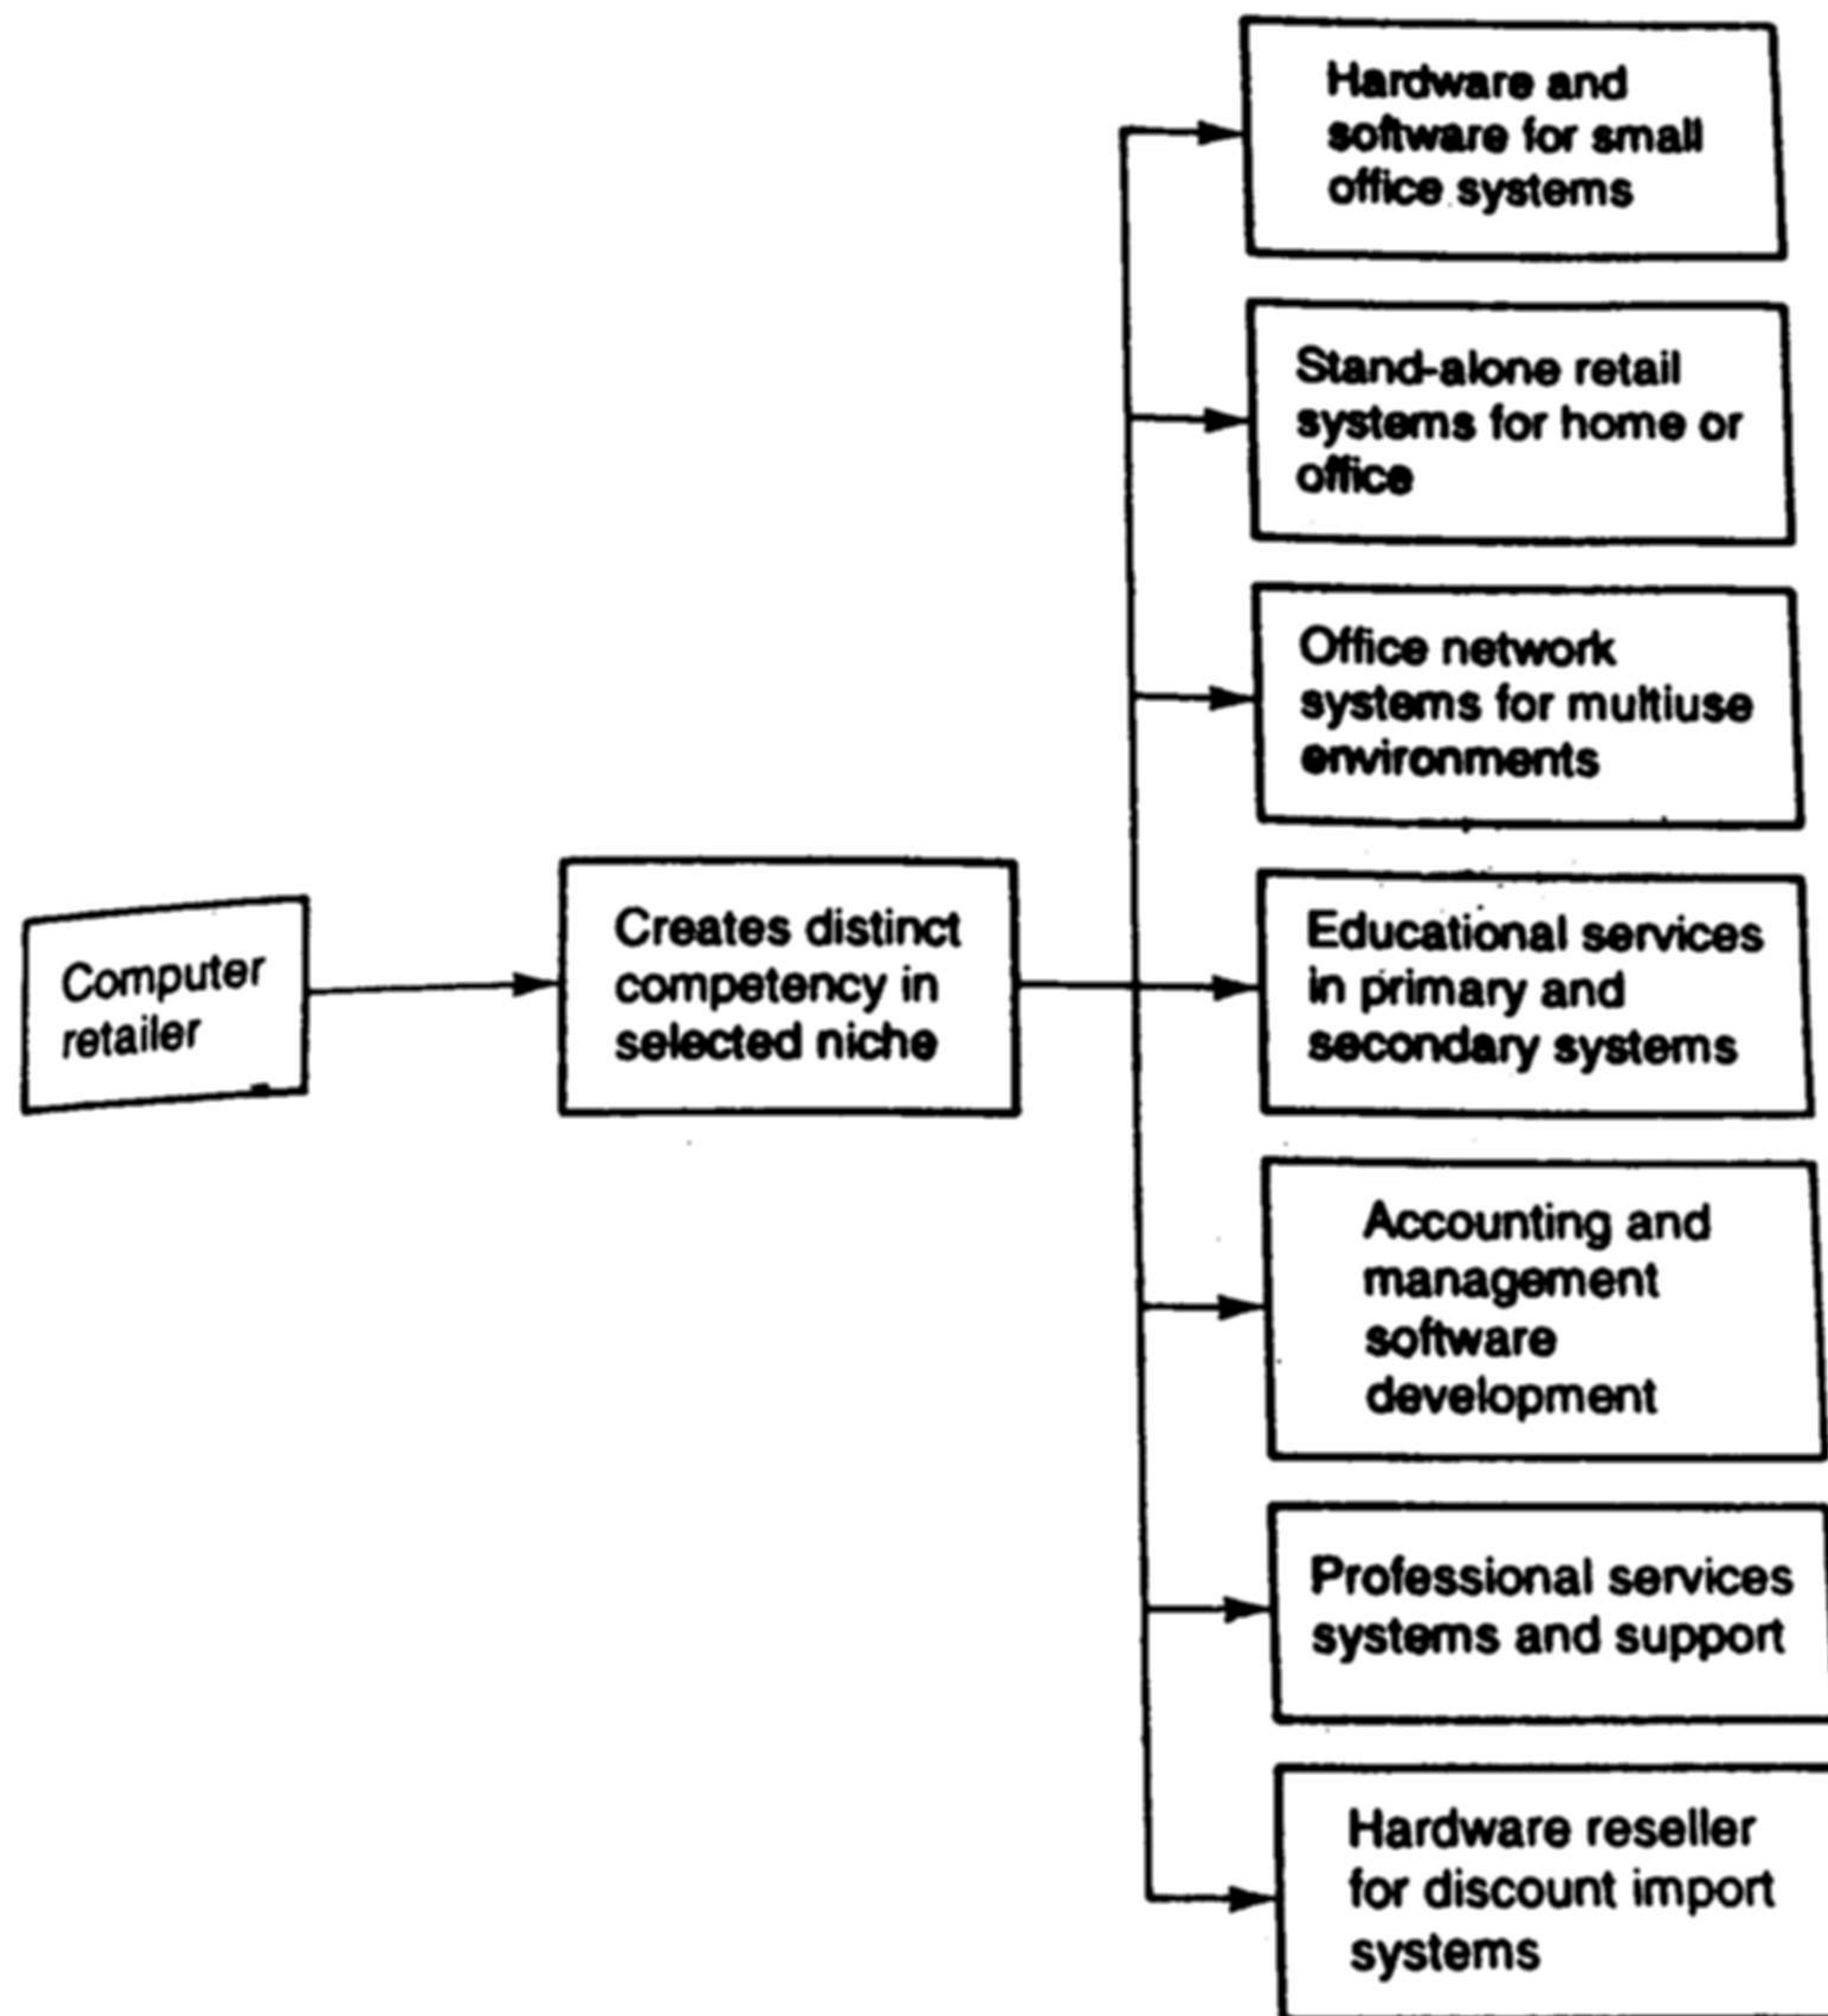 Computer
retailer
Creates distinct
competency in
selected niche
Hardware and
software for small
office systems
Stand-alone retail
systems for home or
office
Office network
systems for multiuse
environments
Educational services
in primary and
secondary systems
Accounting and
management
software
development
Professional services
systems and support
Hardware reseller
for discount import
systems